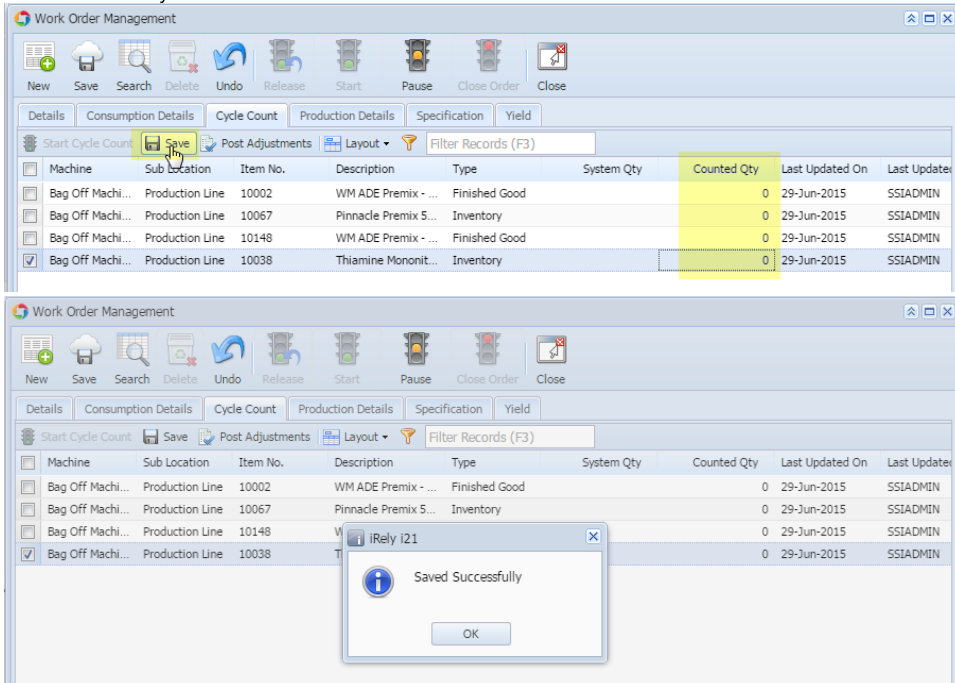 Work Order Management
New Save Search Delete Undo Release Start Pause Close Order Close
Details Consumption Details Cycle Count Production Details Specification Yield
Start Cycle Count Save Post Adjustments Layout Filter Records (F3)
Machine Sub Location Item No. Description Type System Qty Counted Qty Last Updated On Last Update
Bag Off Machi... Production Line 10002 WM ADE Premix - ... Finished Good 0 29-Jun-2015 SSIADMIN
Bag Off Machi... Production Line 10067 Pinnacle Premix 5... Inventory 0 29-Jun-2015 SSIADMIN
Bag Off Machi... Production Line 10148 WM ADE Premix - ... Finished Good 0 29-Jun-2015 SSIADMIN
Bag Off Machi... Production Line 10038 Thiamine Mononit... Inventory 0 29-Jun-2015 SSIADMIN
Work Order Management
New Save Search Delete Undo Release Start Pause Close Order Close
Details Consumption Details Cycle Count Production Details Specification Yield
Start Cycle Count Save Post Adjustments Layout Filter Records (F3)
Machine Sub Location Item No. Description Type System Qty Counted Qty Last Updated On Last Update
Bag Off Machi... Production Line 10002 WM ADE Premix - ... Finished Good 0 29-Jun-2015 SSIADMIN
Bag Off Machi... Production Line 10067 Pinnacle Premix 5... Inventory 0 29-Jun-2015 SSIADMIN
Bag Off Machi... Production Line 10148 0 29-Jun-2015 SSIADMIN
Bag Off Machi... Production Line 10038 0 29-Jun-2015 SSIADMIN
iRely i21
Saved Successfully
OK